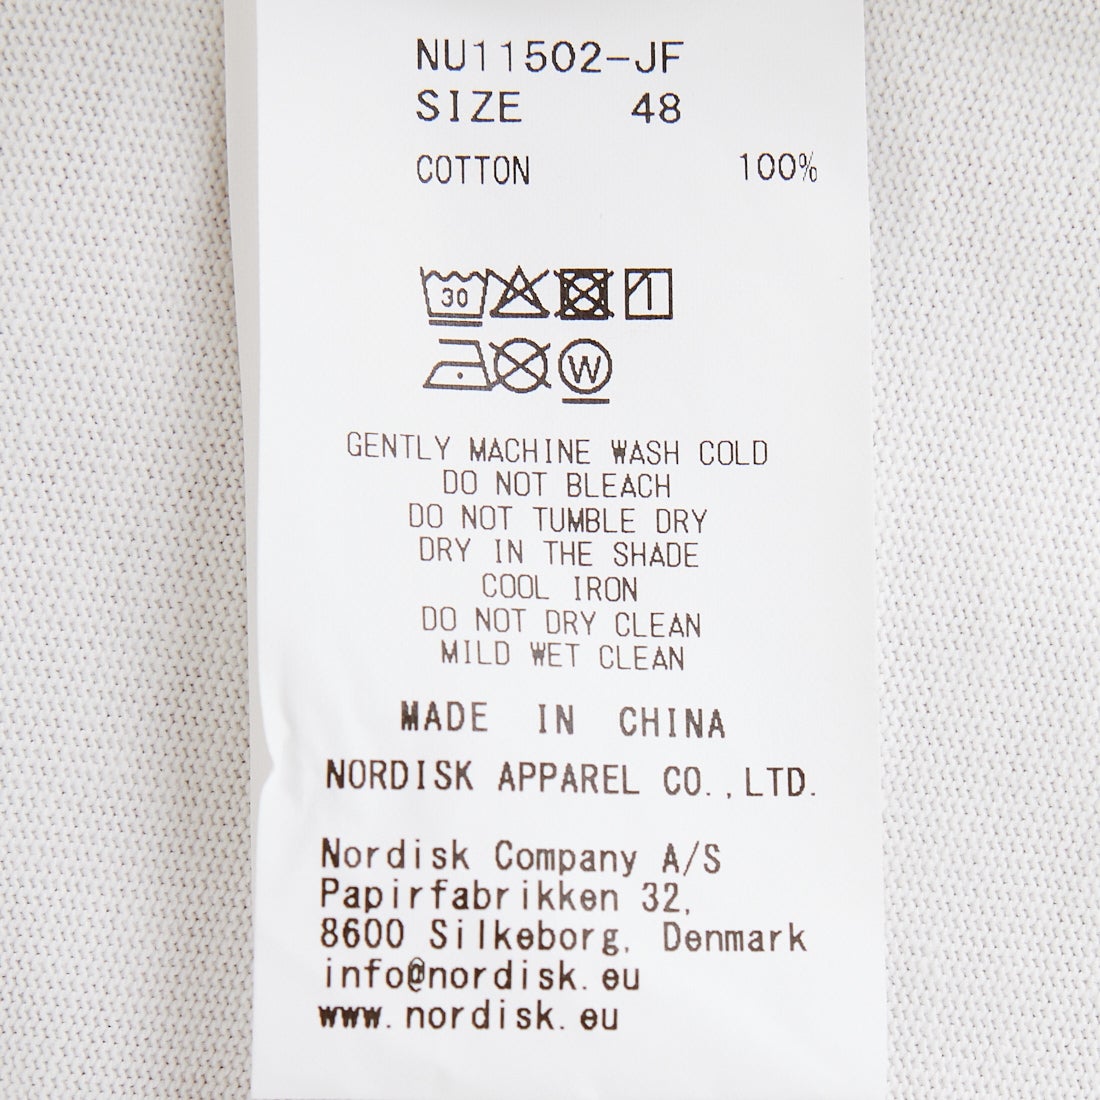 NU11502-JF
SIZE 48
COTTON 100%
30
W
GENTLY MACHINE WASH COLD
DO NOT BLEACH
DO NOT TUMBLE DRY
DRY IN THE SHADE
COOL IRON
DO NOT DRY CLEAN
MILD WET CLEAN
MADE IN CHINA
NORDISK APPAREL CO.,LTD.
Nordisk Company A/S
Papirfabrikken 32,
8600 Silkeborg, Denmark
info@nordisk.eu
www.nordisk.eu